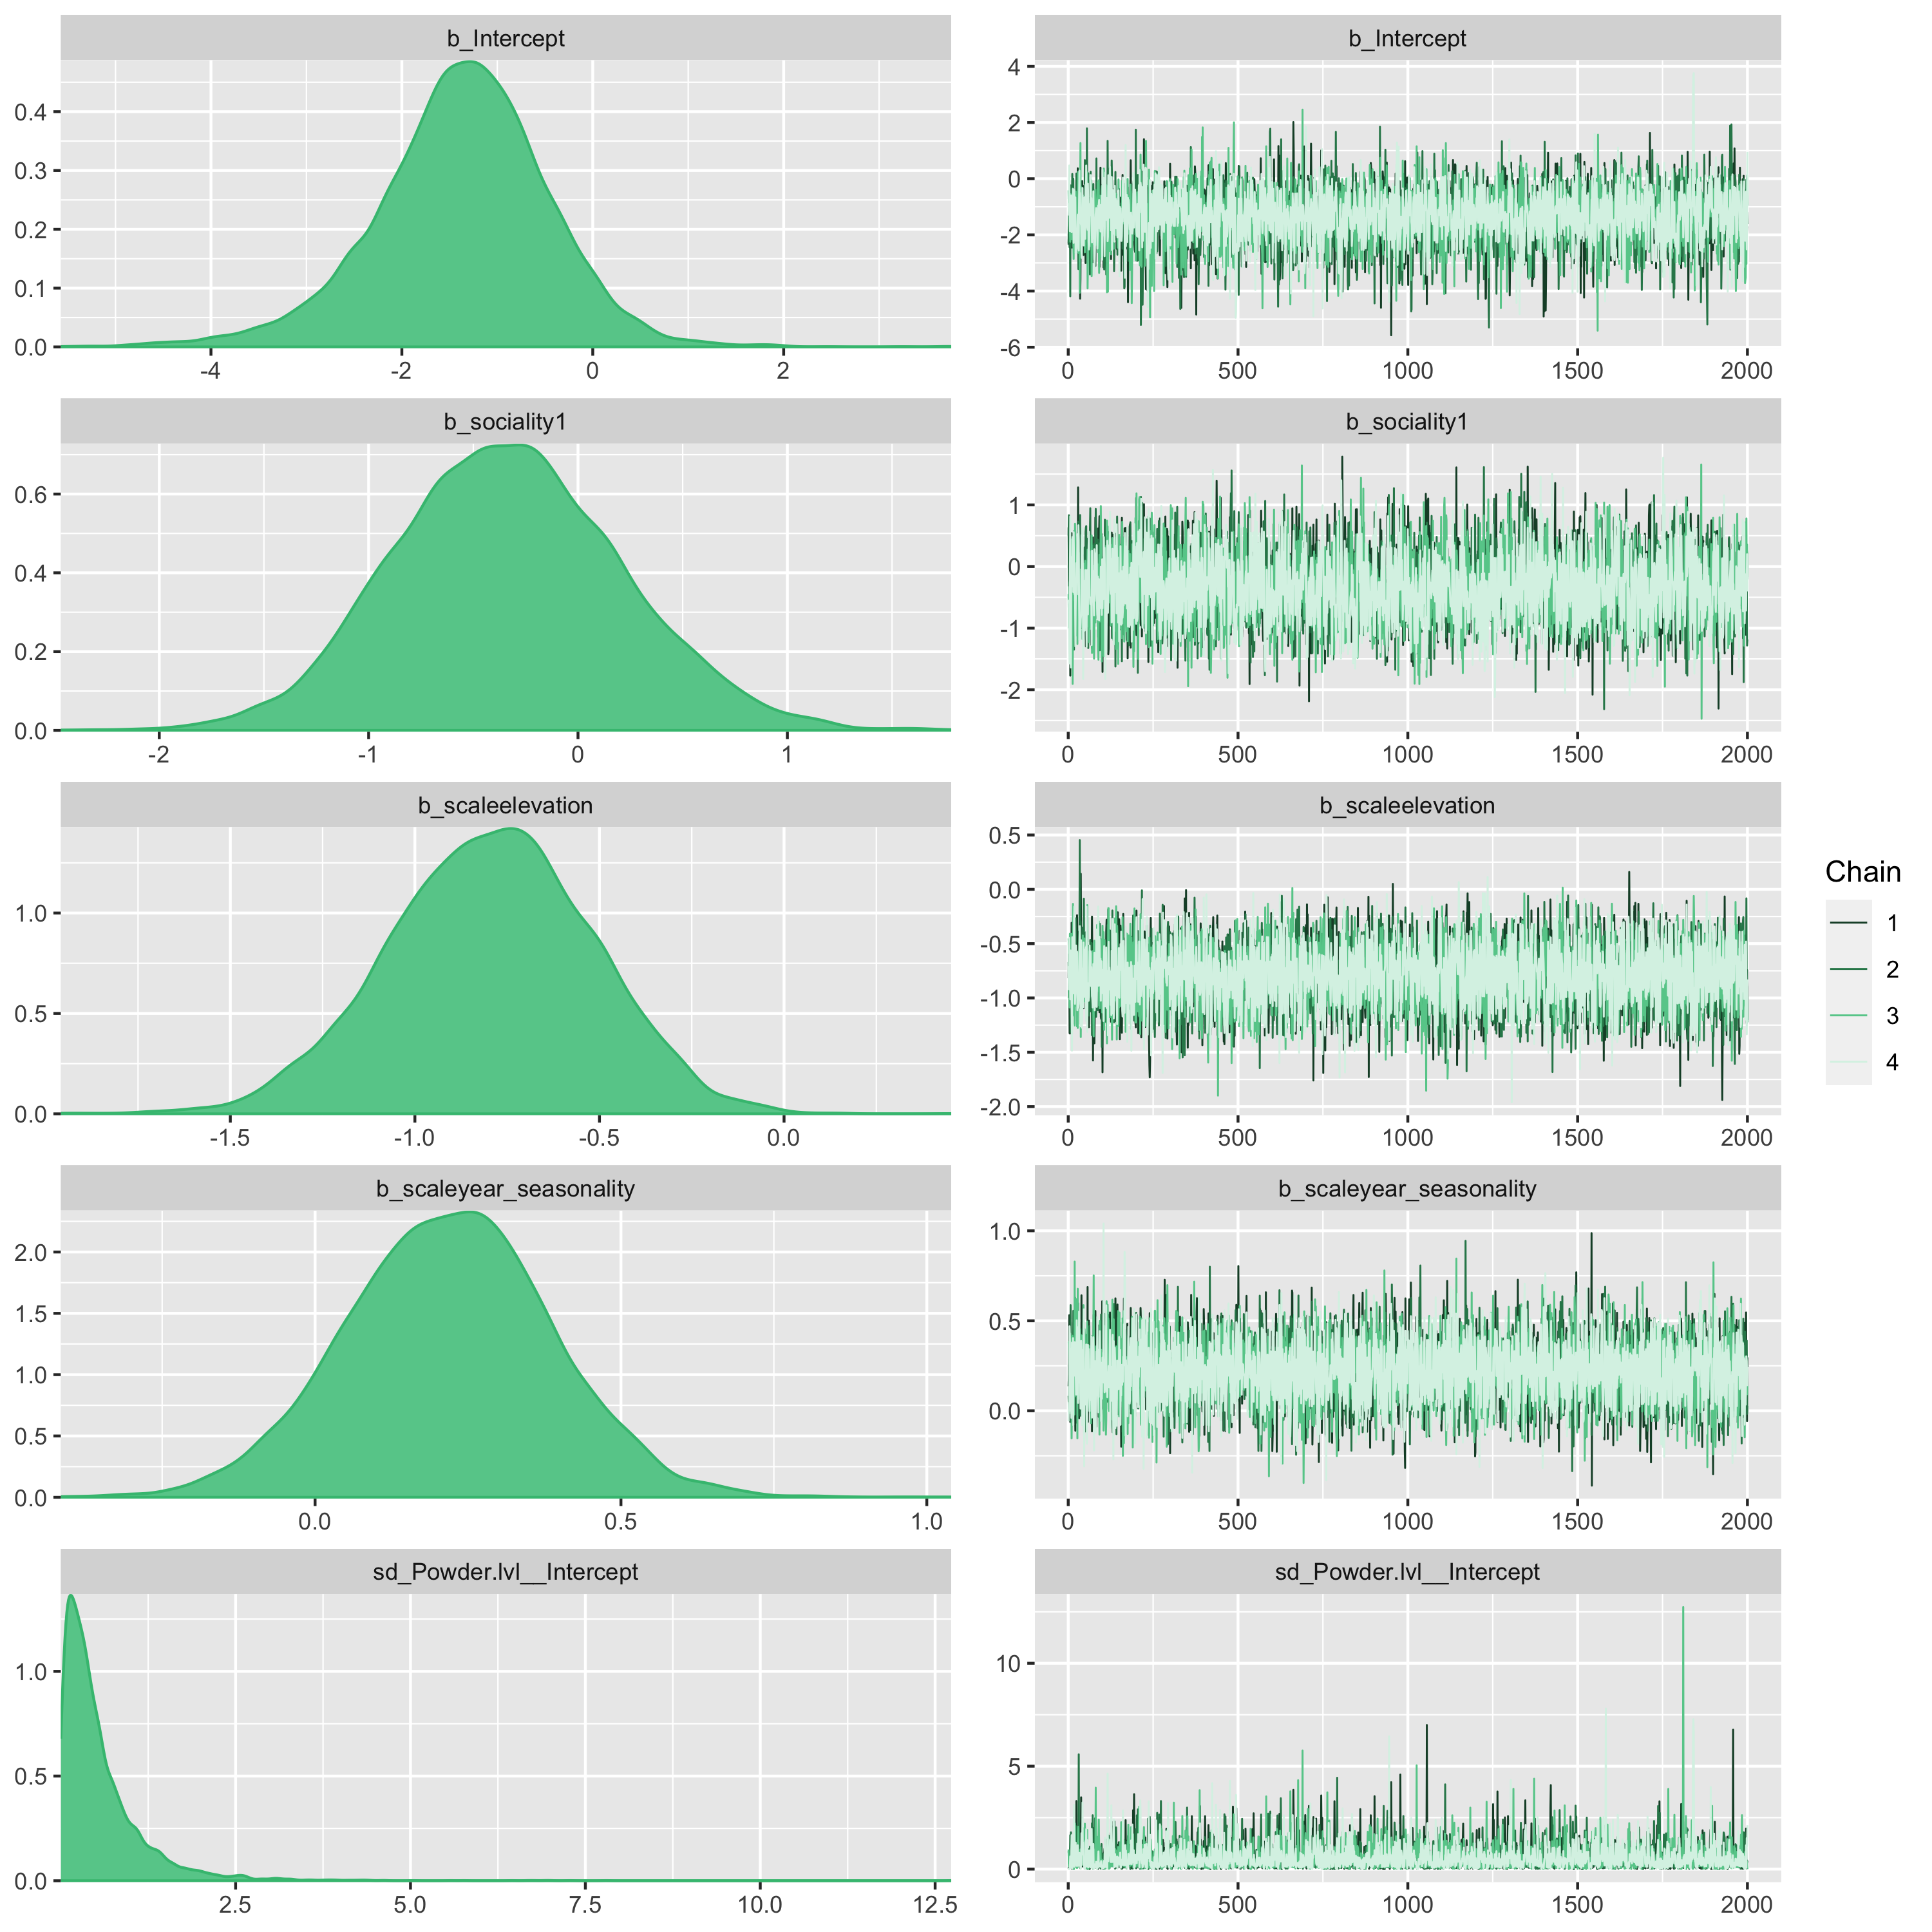 b_Intercept
0.4
0.3
0.2
0.1
0.0
-4 -2 0 2
b_Intercept
4
2
0
-2
-4
-6
0 500 1000 1500 2000
b_sociality1
0.6
0.4
0.2
0.0
-2 -1 0 1
b_sociality1
1
0
-1
-2
0 500 1000 1500 2000
b_scaleelevation
1.0
0.5
0.0
-1.5 -1.0 -0.5 0.0
b_scaleelevation
0.5
0.0
-0.5
-1.0
-1.5
-2.0
0 500 1000 1500 2000
b_scaleyear_seasonality
2.0
1.5
1.0
0.5
0.0
0.0 0.5 1.0
b_scaleyear_seasonality
1.0
0.5
0.0
0 500 1000 1500 2000
sd_Powder.lvl__Intercept
1.0
0.5
0.0
2.5 5.0 7.5 10.0 12.5
sd_Powder.lvl__Intercept
10
5
0
0 500 1000 1500 2000
Chain
1
2
3
4